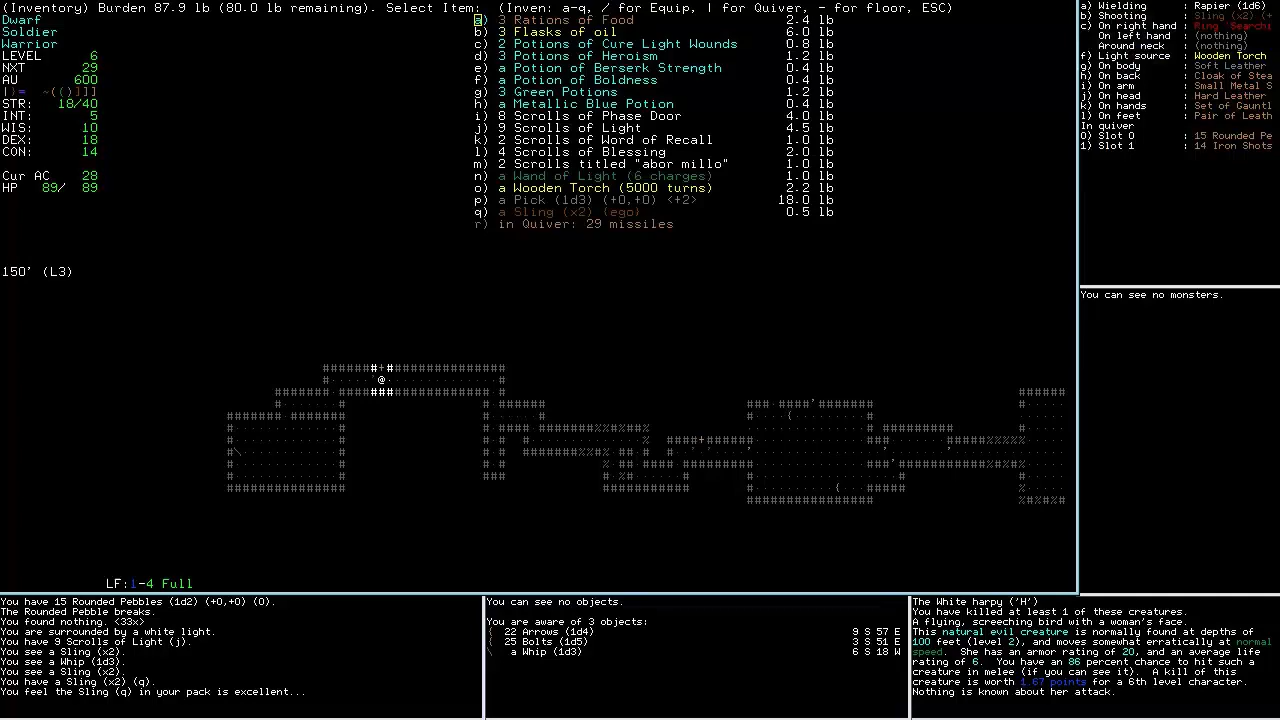 (Inventory) Burden 87.9 lb (80.0 lb remaining). Select Item: (Inven: a-q, / for Equip, | for Quiver, - for floor, ESC)
Dwarf
Soldier
Warrior
LEVEL 6
NXT 29
AU 600
STR: 18/40
INT: 5
WIS: 10
DEX: 18
CON: 14
Cur AC 28
HP 89/ 89
150' (L3)
a) 3 Rations of Food 2.4 lb
b) 3 Flasks of oil 6.0 lb
c) 2 Potions of Cure Light Wounds 0.8 lb
d) 3 Potions of Heroism 1.2 lb
e) a Potion of Berserk Strength 0.4 lb
f) a Potion of Boldness 0.4 lb
g) 3 Green Potions 1.2 lb
h) a Metallic Blue Potion 0.4 lb
i) 8 Scrolls of Phase Door 4.0 lb
j) 9 Scrolls of Light 4.5 lb
k) 2 Scrolls of Word of Recall 1.0 lb
l) 4 Scrolls of Blessing 2.0 lb
m) 2 Scrolls titled "abor millo" 1.0 lb
n) a Wand of Light (6 charges) 1.0 lb
o) a Wooden Torch (5000 turns) 2.2 lb
p) a Pick (1d3) (+0,+0) <+2> 18.0 lb
q) a Sling (x2) {ego} 0.5 lb
r) in Quiver: 29 missiles
LF:1-4 Full
a) Wielding : Rapier (1d6)
b) Shooting : Sling (x2) (+
c) On right hand : Ring 'Searchi
On left hand : (nothing)
Around neck : (nothing)
f) Light source : Wooden Torch
g) On body : Soft Leather
h) On back : Cloak of Stea
i) On arm : Small Metal S
j) On head : Hard Leather
k) On hands : Set of Gauntl
l) On feet : Pair of Leath
In quiver
0) Slot 0 : 15 Rounded Pe
1) Slot 1 : 14 Iron Shots
You can see no monsters.
You have 15 Rounded Pebbles (1d2) (+0,+0) (0).
The Rounded Pebble breaks.
You found nothing. <33x>
You are surrounded by a white light.
You have 9 Scrolls of Light (j).
You see a Sling (x2).
You see a Whip (1d3).
You see a Sling (x2).
You have a Sling (x2) (q).
You feel the Sling (q) in your pack is excellent...
You can see no objects.
You are aware of 3 objects:
{ 22 Arrows (1d4) 9 S 57 E
{ 25 Bolts (1d5) 3 S 51 E
\ a Whip (1d3) 6 S 18 W
The White harpy ('H')
You have killed at least 1 of these creatures.
A flying, screeching bird with a woman's face.
This natural evil creature is normally found at depths of
100 feet (level 2), and moves somewhat erratically at normal
speed. She has an armor rating of 20, and an average life
rating of 6. You have an 86 percent chance to hit such a
creature in melee (if you can see it). A kill of this
creature is worth 1.67 points for a 6th level character.
Nothing is known about her attack.